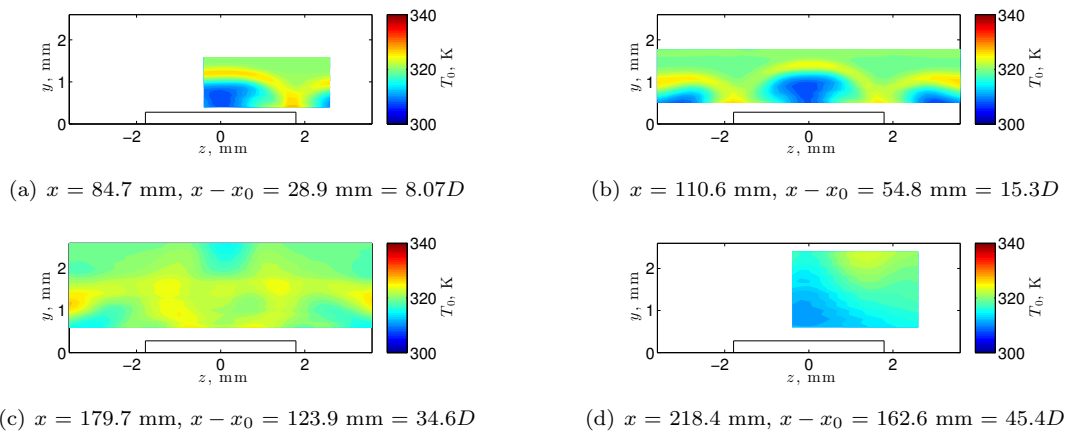 2
1
0
y, mm
−2 0 2
z, mm
340
320
300
T₀, K
2
1
0
y, mm
−2 0 2
z, mm
340
320
300
T₀, K
(a) x = 84.7 mm, x − x₀ = 28.9 mm = 8.07D
(b) x = 110.6 mm, x − x₀ = 54.8 mm = 15.3D
2
1
0
y, mm
−2 0 2
z, mm
340
320
300
T₀, K
2
1
0
y, mm
−2 0 2
z, mm
340
320
300
T₀, K
(c) x = 179.7 mm, x − x₀ = 123.9 mm = 34.6D
(d) x = 218.4 mm, x − x₀ = 162.6 mm = 45.4D